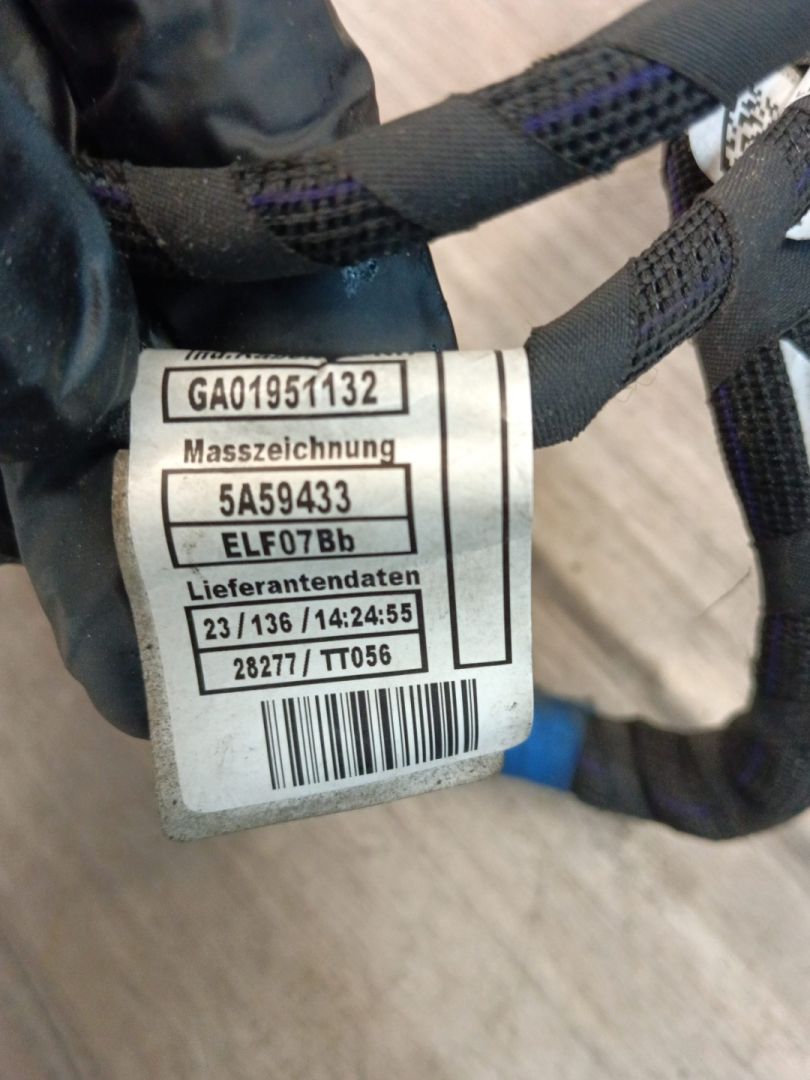 GA01951132
Masszeichnung
5A59433
ELF07Bb
Lieferantendaten
23/136/14:24:55
28277/TT056